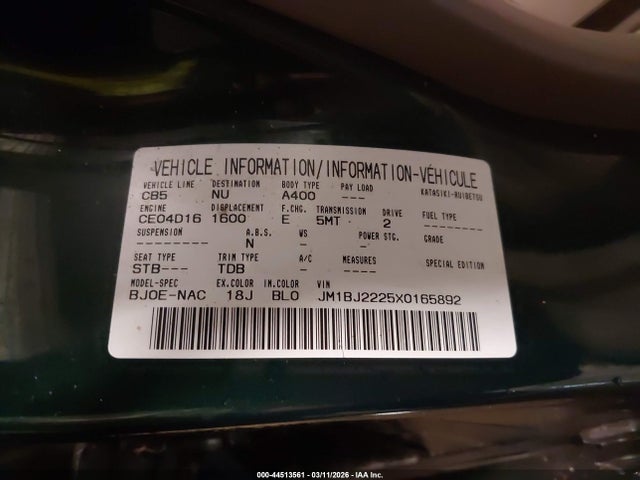 VEHICLE INFORMATION/INFORMATION-VÉHICULE
VEHICLE LINE DESTINATION BODY TYPE PAY LOAD KATASIKI-RUIBETOU
CB5 NU A400 ---
ENGINE DISPLACEMENT F.CHG. TRANSMISSION DRIVE FUEL TYPE
CE04D16 1600 E 5MT 2 --------
SUSPENSION A.B.S. WS POWER STG. GRADE
-------- N - -
SEAT TYPE TRIM TYPE A/C MEASURES SPECIAL EDITION
STB--- TDB - ----
MODEL-SPEC EX.COLOR IN.COLOR VIN
BJ0E-NAC 18J BL0 JM1BJ2225X0165892
000-44513561 - 03/11/2026 - IAA Inc.